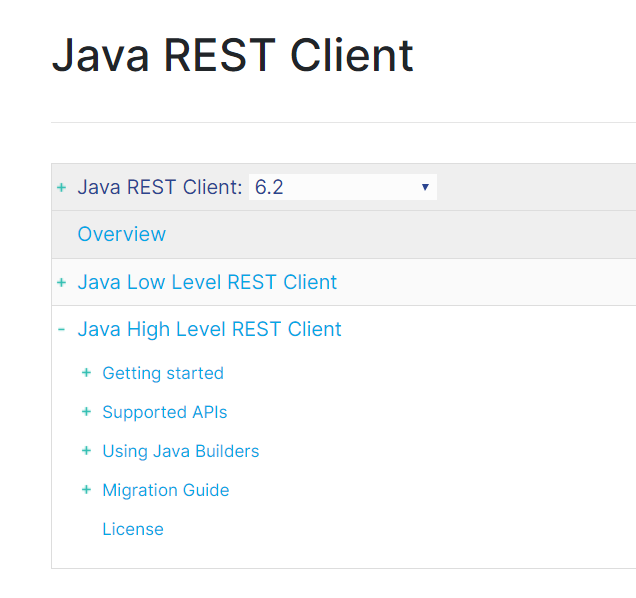 Java REST Client
+ Java REST Client: 6.2 ▼
Overview
+ Java Low Level REST Client
- Java High Level REST Client
+ Getting started
+ Supported APIs
+ Using Java Builders
+ Migration Guide
License